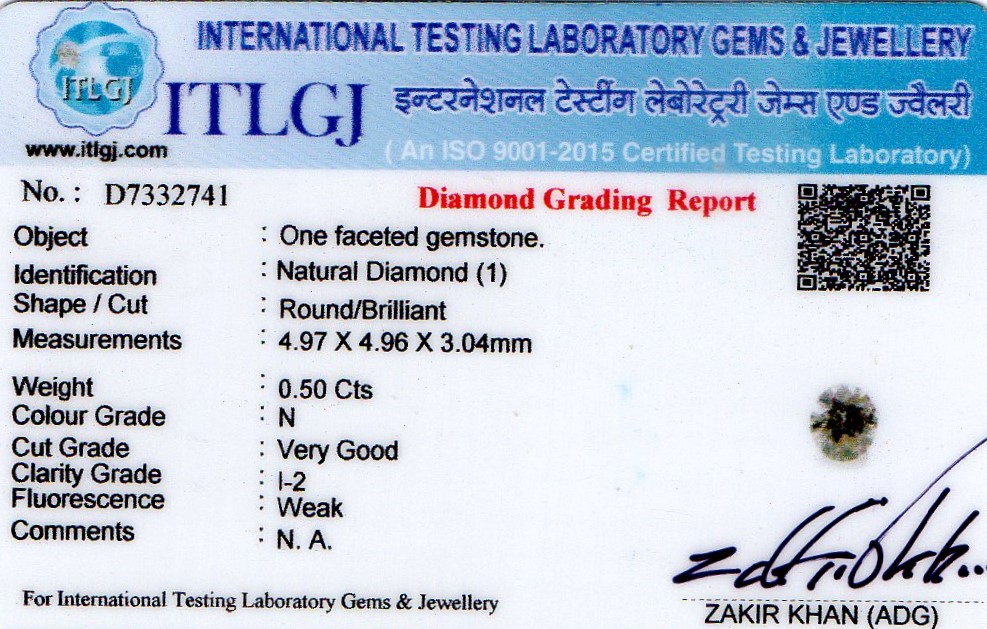 INTERNATIONAL TESTING LABORATORY GEMS & JEWELLERY
ITLGJ
ITLGJ
इन्टरनेशनल टेस्टींग लेबोरेट्ररी जेम्स एण्ड ज्वैलरी
www.itlgj.com
( An ISO 9001-2015 Certified Testing Laboratory)
No. : D7332741
Diamond Grading Report
Object : One faceted gemstone.
Identification : Natural Diamond (1)
Shape / Cut : Round/Brilliant
Measurements : 4.97 X 4.96 X 3.04mm
Weight : 0.50 Cts
Colour Grade : N
Cut Grade : Very Good
Clarity Grade : I-2
Fluorescence : Weak
Comments : N. A.
For International Testing Laboratory Gems & Jewellery
ZAKIR KHAN (ADG)